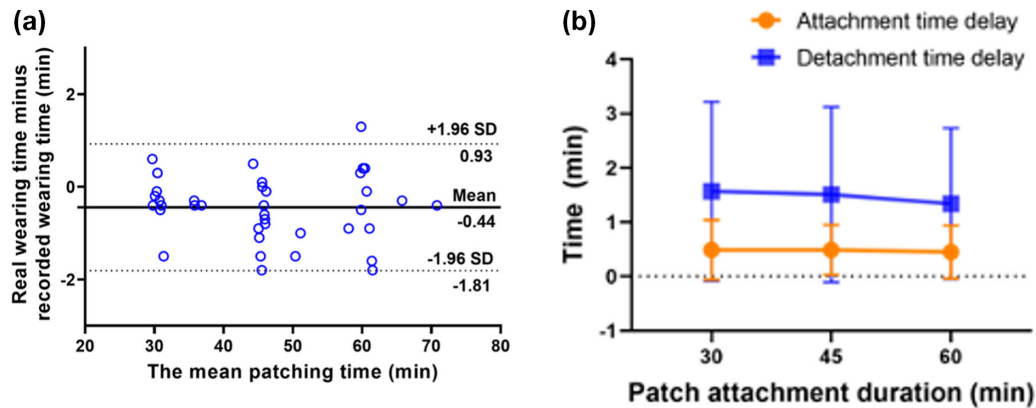 (a)
Real wearing time minus
recorded wearing time (min)
2
0
-2
+1.96 SD
0.93
Mean
-0.44
-1.96 SD
-1.81
20 30 40 50 60 70 80
The mean patching time (min)
(b)
Attachment time delay
Detachment time delay
Time (min)
4
3
2
1
0
-1
30 45 60
Patch attachment duration (min)